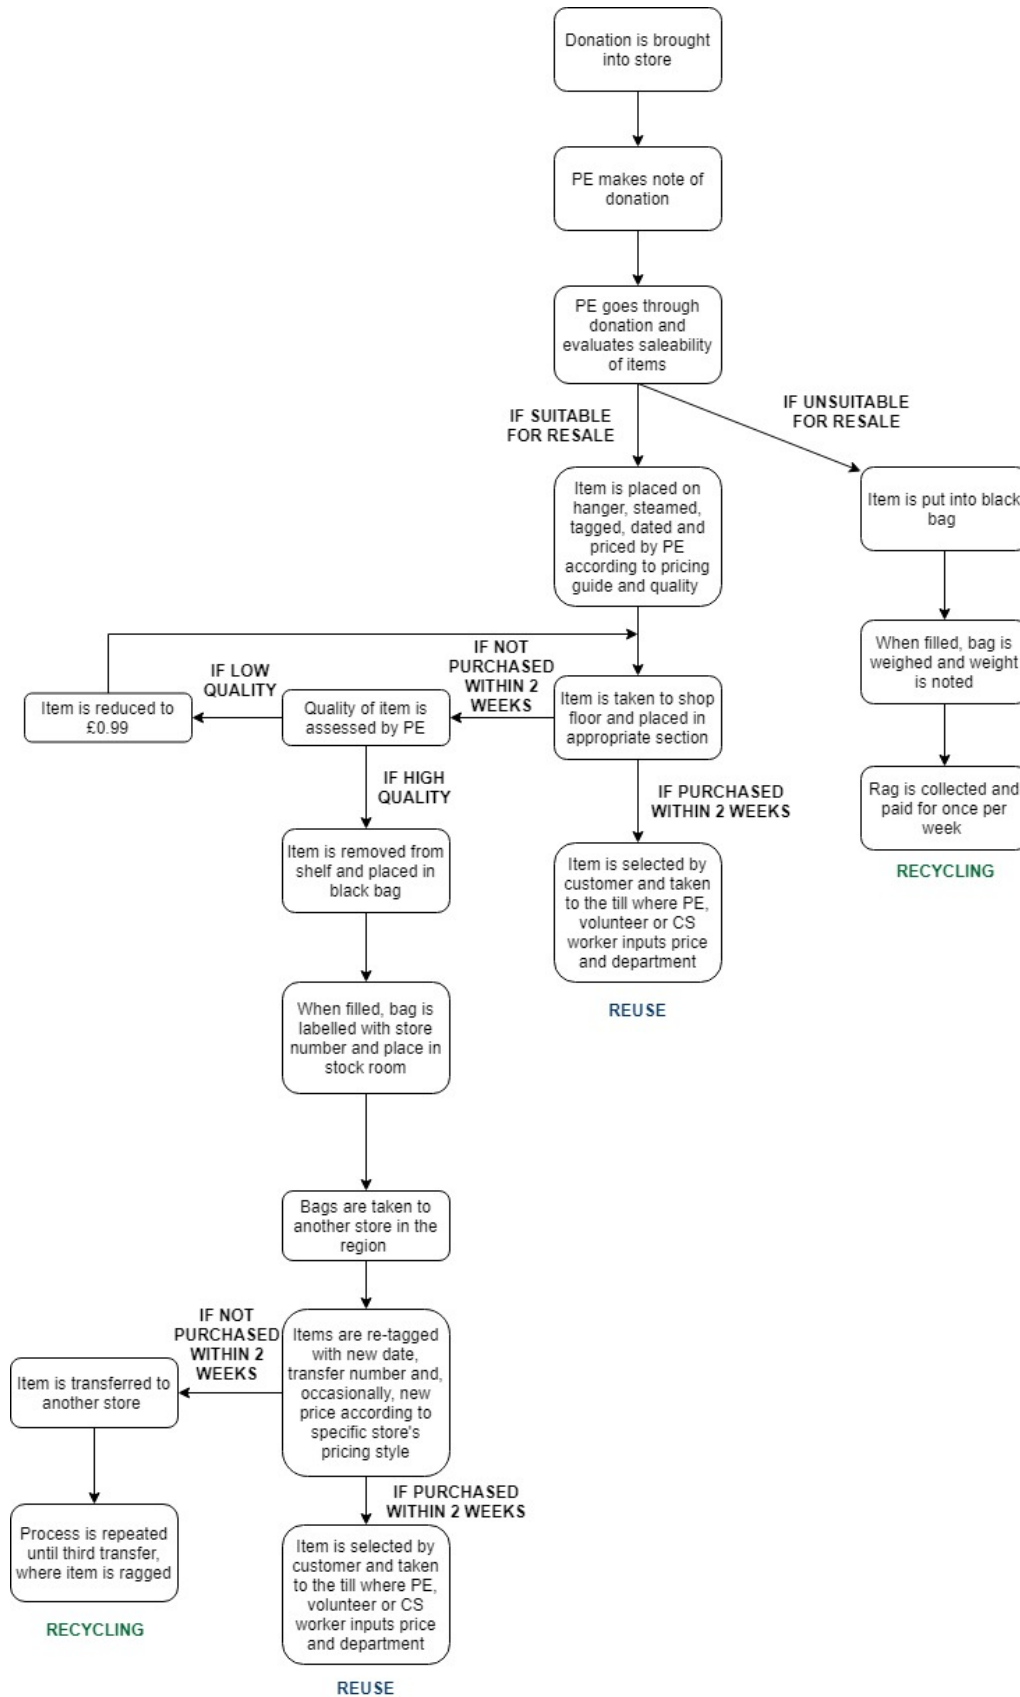 Donation is brought
into store
PE makes note of
donation
PE goes through
donation and
evaluates saleability
of items
IF SUITABLE
FOR RESALE
IF UNSUITABLE
FOR RESALE
Item is placed on
hanger, steamed,
tagged, dated and
priced by PE
according to pricing
guide and quality
Item is put into black
bag
When filled, bag is
weighed and weight
is noted
Rag is collected and
paid for once per
week
RECYCLING
Item is taken to shop
floor and placed in
appropriate section
IF NOT
PURCHASED
WITHIN 2
WEEKS
Quality of item is
assessed by PE
IF LOW
QUALITY
Item is reduced to
£0.99
IF PURCHASED
WITHIN 2 WEEKS
Item is selected by
customer and taken
to the till where PE,
volunteer or CS
worker inputs price
and department
REUSE
IF HIGH
QUALITY
Item is removed from
shelf and placed in
black bag
When filled, bag is
labelled with store
number and place in
stock room
Bags are taken to
another store in the
region
Items are re-tagged
with new date,
transfer number and,
occasionally, new
price according to
specific store's
pricing style
IF NOT
PURCHASED
WITHIN 2
WEEKS
Item is transferred to
another store
Process is repeated
until third transfer,
where item is ragged
RECYCLING
IF PURCHASED
WITHIN 2 WEEKS
Item is selected by
customer and taken
to the till where PE,
volunteer or CS
worker inputs price
and department
REUSE